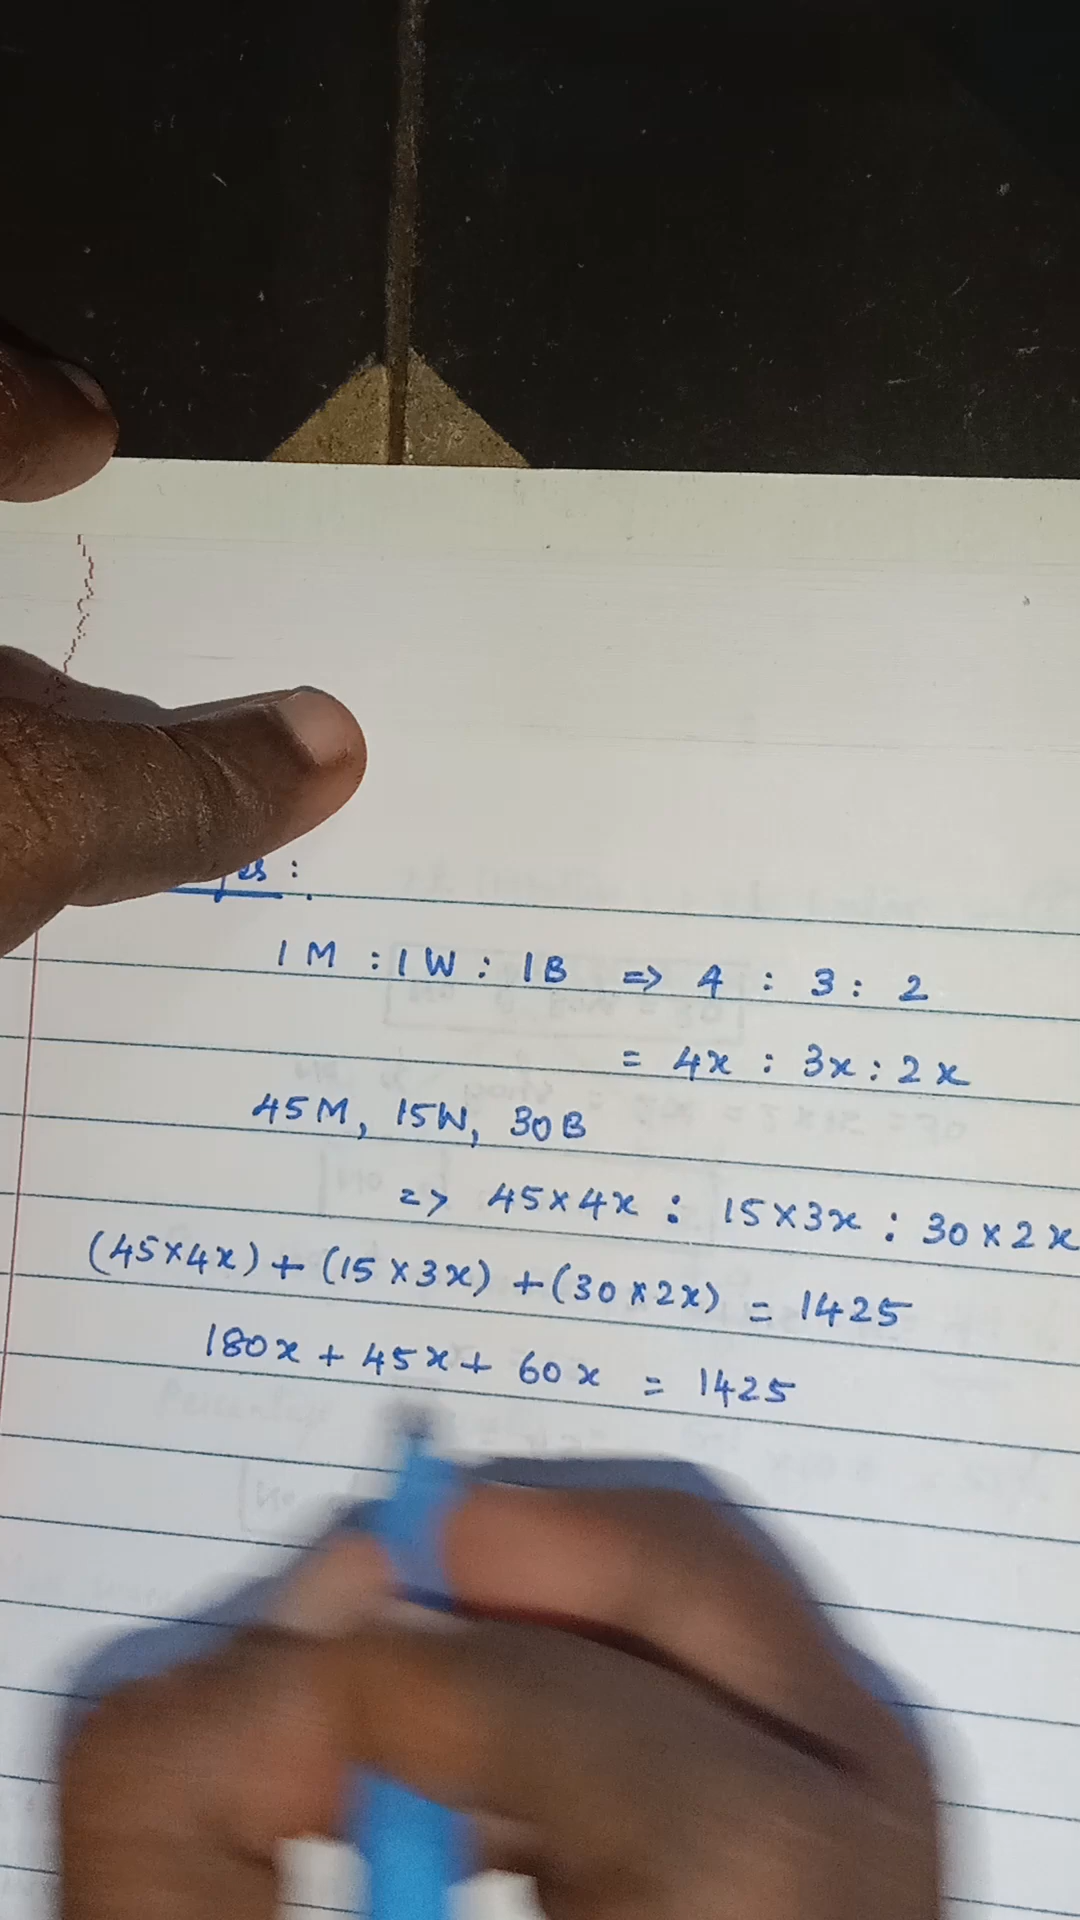 1M : 1W : 1B => 4 : 3 : 2
= 4x : 3x : 2x
45M, 15W, 30B
=> 45×4x : 15×3x : 30×2x
(45×4x) + (15×3x) + (30×2x) = 1425
180x + 45x + 60x = 1425